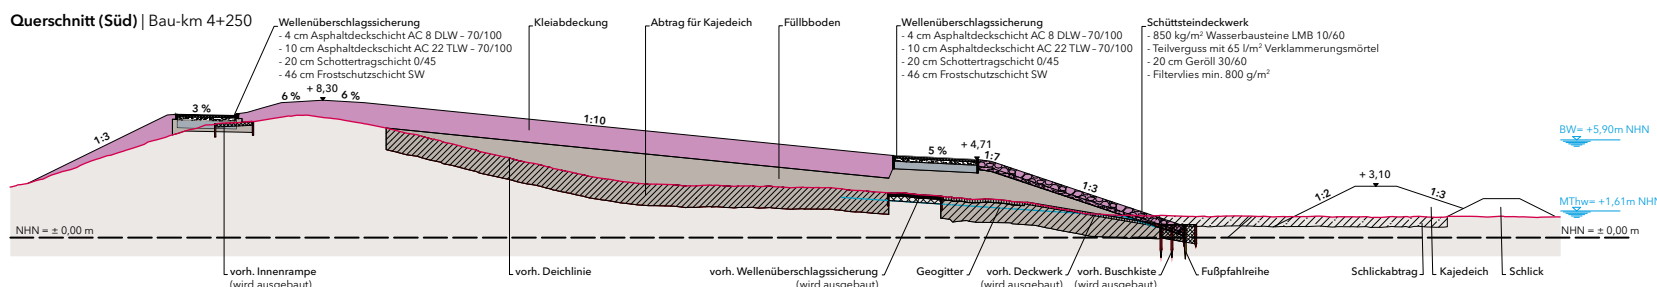 Querschnitt (Süd) | Bau-km 4+250
Wellenüberschlagssicherung
- 4 cm Asphaltdeckschicht AC 8 DLW – 70/100
- 10 cm Asphaltdeckschicht AC 22 TLW – 70/100
- 20 cm Schottertragschicht 0/45
- 46 cm Frostschutzschicht SW
Kleiabdeckung
Abtrag für Kajedeich
Füllboden
Wellenüberschlagssicherung
- 4 cm Asphaltdeckschicht AC 8 DLW – 70/100
- 10 cm Asphaltdeckschicht AC 22 TLW – 70/100
- 20 cm Schottertragschicht 0/45
- 46 cm Frostschutzschicht SW
Schüttsteindeckwerk
- 850 kg/m² Wasserbausteine LMB 10/60
- Teilverguss mit 65 l/m² Verklammerungsmörtel
- 20 cm Geröll 30/60
- Filtervlies min. 800 g/m²
1:3
3 %
6 %
+ 8,30
6 %
1:10
5 %
+ 4,71
1:7
1:3
1:2
+ 3,10
1:3
BW= +5,90m NHN
MThw= +1,61m NHN
NHN = ± 0,00 m
NHN = ± 0,00 m
vorh. Innenrampe
(wird ausgebaut)
vorh. Deichlinie
vorh. Wellenüberschlagssicherung
(wird ausgebaut)
Geogitter
vorh. Deckwerk
(wird ausgebaut)
vorh. Buschkiste
(wird ausgebaut)
Fußpfahlreihe
Schlickabtrag
Kajedeich
Schlick